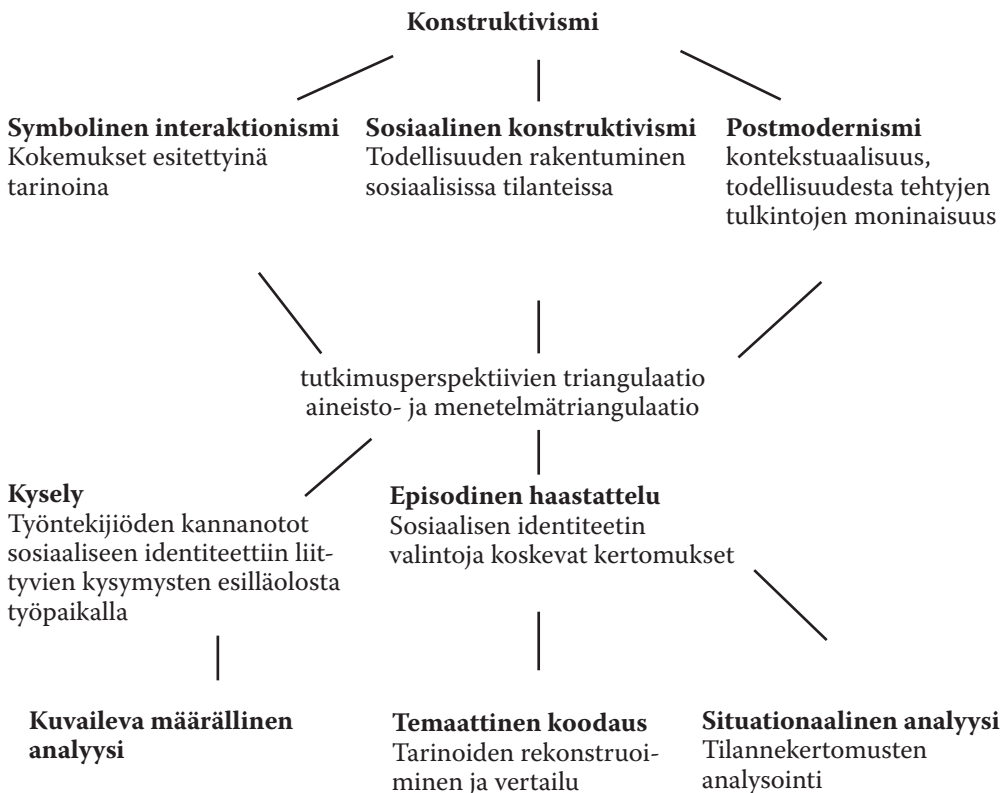 Konstruktivismi
Symbolinen interaktionismi
Kokemukset esitettyinä
tarinoina
Sosiaalinen konstruktivismi
Todellisuuden rakentuminen
sosiaalisissa tilanteissa
Postmodernismi
kontekstuaalisuus,
todellisuudesta tehtyjen
tulkintojen moninaisuus
tutkimusperspektiivien triangulaatio
aineisto- ja menetelmätriangulaatio
Kysely
Työntekijiöden kannanotot
sosiaaliseen identiteettiin liit-
tyvien kysymysten esilläolosta
työpaikalla
Episodinen haastattelu
Sosiaalisen identiteetin
valintoja koskevat kertomukset
Kuvaileva määrällinen
analyysi
Temaattinen koodaus
Tarinoiden rekonstruoi-
minen ja vertailu
Situationaalinen analyysi
Tilannekertomusten
analysointi